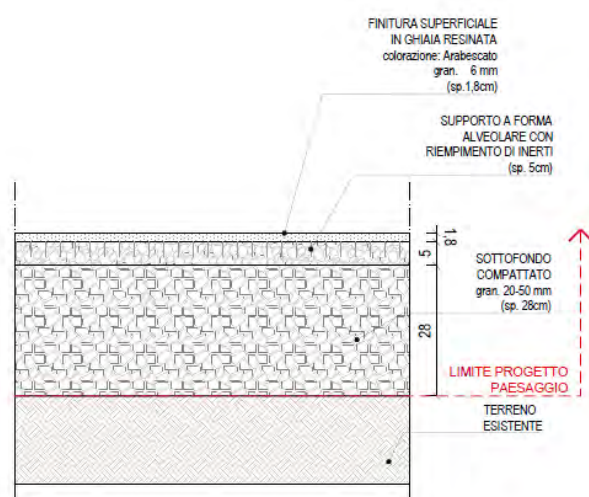 FINITURA SUPERFICIALE
IN GHIAIA RESINATA
colorazione: Arabescato
gran. 6 mm
(sp.1,8cm)
SUPPORTO A FORMA
ALVEOLARE CON
RIEMPIMENTO DI INERTI
(sp. 5cm)
1,8
5
SOTTOFONDO
COMPATTATO
gran. 20-50 mm
(sp. 28cm)
28
LIMITE PROGETTO
PAESAGGIO
TERRENO
ESISTENTE